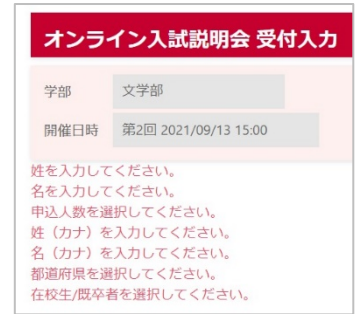 オンライン入試説明会 受付入力
学部 文学部
開催日時 第2回 2021/09/13 15:00
姓を入力してください。
名を入力してください。
申込人数を選択してください。
姓（カナ）を入力してください。
名（カナ）を入力してください。
都道府県を選択してください。
在校生/既卒者を選択してください。